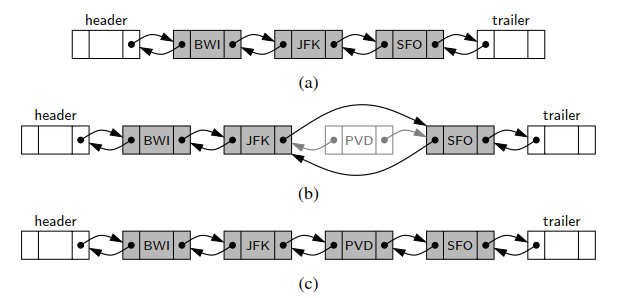 header trailer
BWI JFK SFO
(a)
header trailer
BWI JFK PVD SFO
(b)
header trailer
BWI JFK PVD SFO
(c)